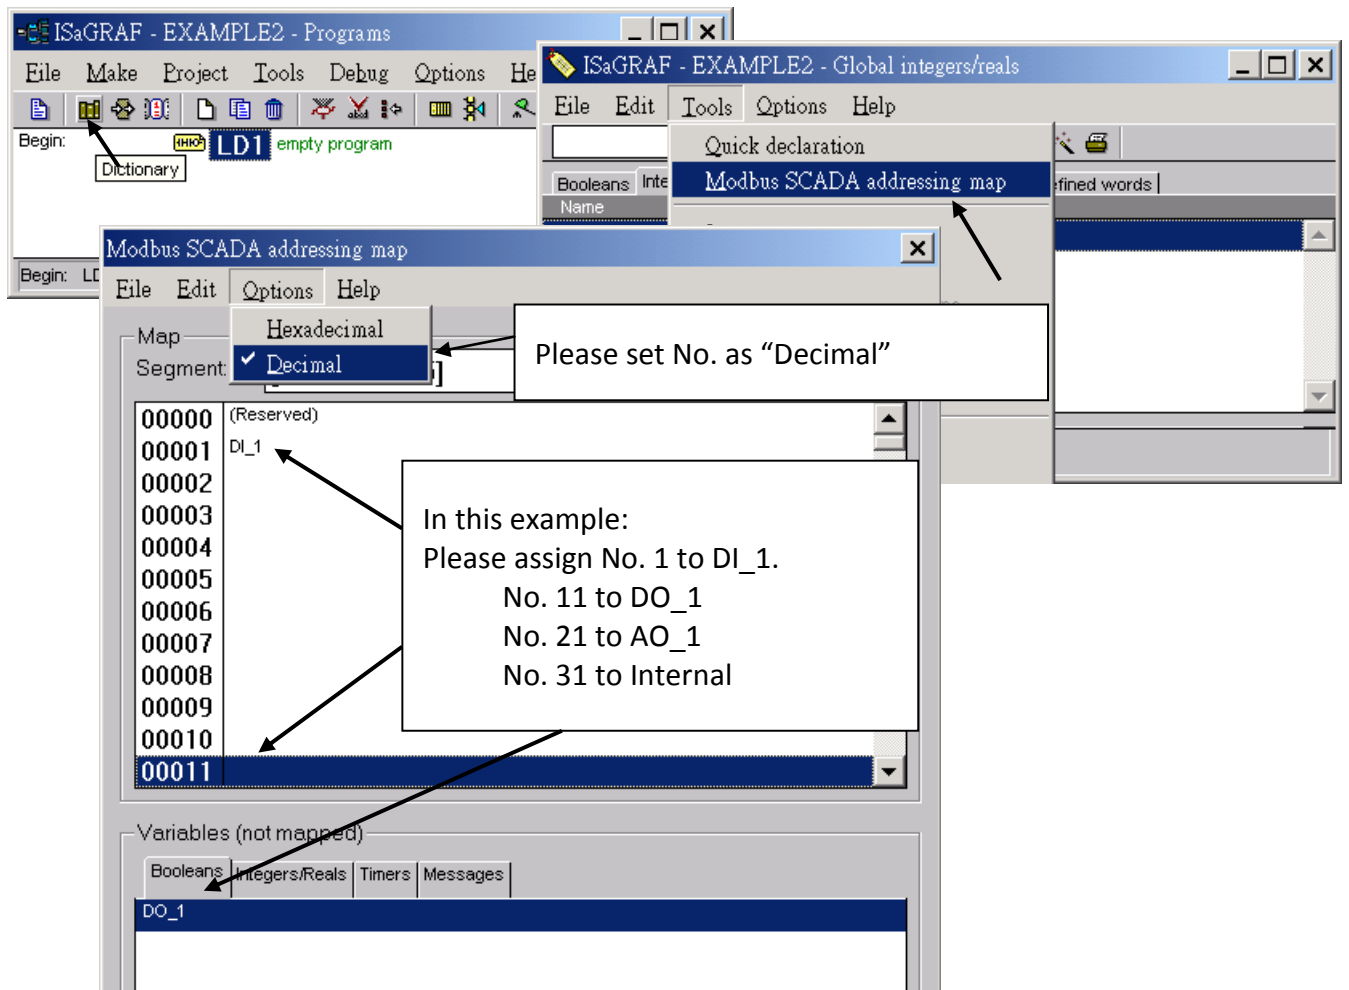 ISaGRAF - EXAMPLE2 - Programs
File Make Project Tools Debug Options He
Begin: LD1 empty program
Dictionary
Begin: LD
ISaGRAF - EXAMPLE2 - Global integers/reals
File Edit Tools Options Help
Quick declaration
Modbus SCADA addressing map
Booleans Inte fined words
Name
Modbus SCADA addressing map
File Edit Options Help
Hexadecimal
Decimal
Map
Segment:
Please set No. as “Decimal”
00000 (Reserved)
00001 DI_1
00002
00003
00004
00005
00006
00007
00008
00009
00010
00011
In this example:
Please assign No. 1 to DI_1.
No. 11 to DO_1
No. 21 to AO_1
No. 31 to Internal
Variables (not mapped)
Booleans Integers/Reals Timers Messages
DO_1